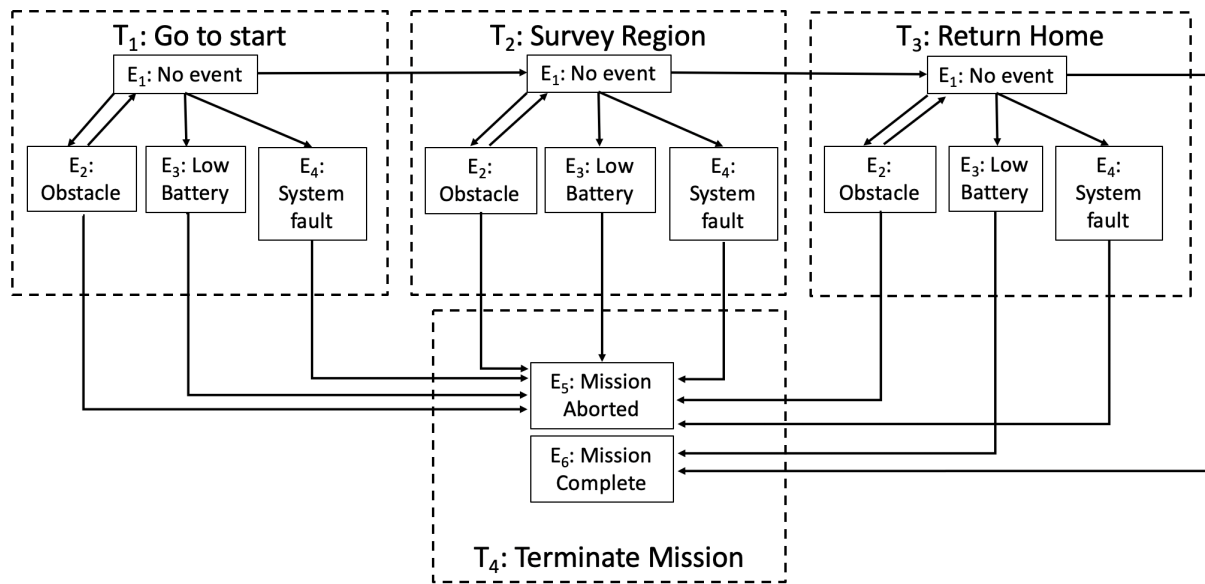 T₁: Go to start
E₁: No event
E₂:
Obstacle
E₃: Low
Battery
E₄:
System
fault
T₂: Survey Region
E₁: No event
E₂:
Obstacle
E₃: Low
Battery
E₄:
System
fault
T₃: Return Home
E₁: No event
E₂:
Obstacle
E₃: Low
Battery
E₄:
System
fault
E₅: Mission
Aborted
E₆: Mission
Complete
T₄: Terminate Mission